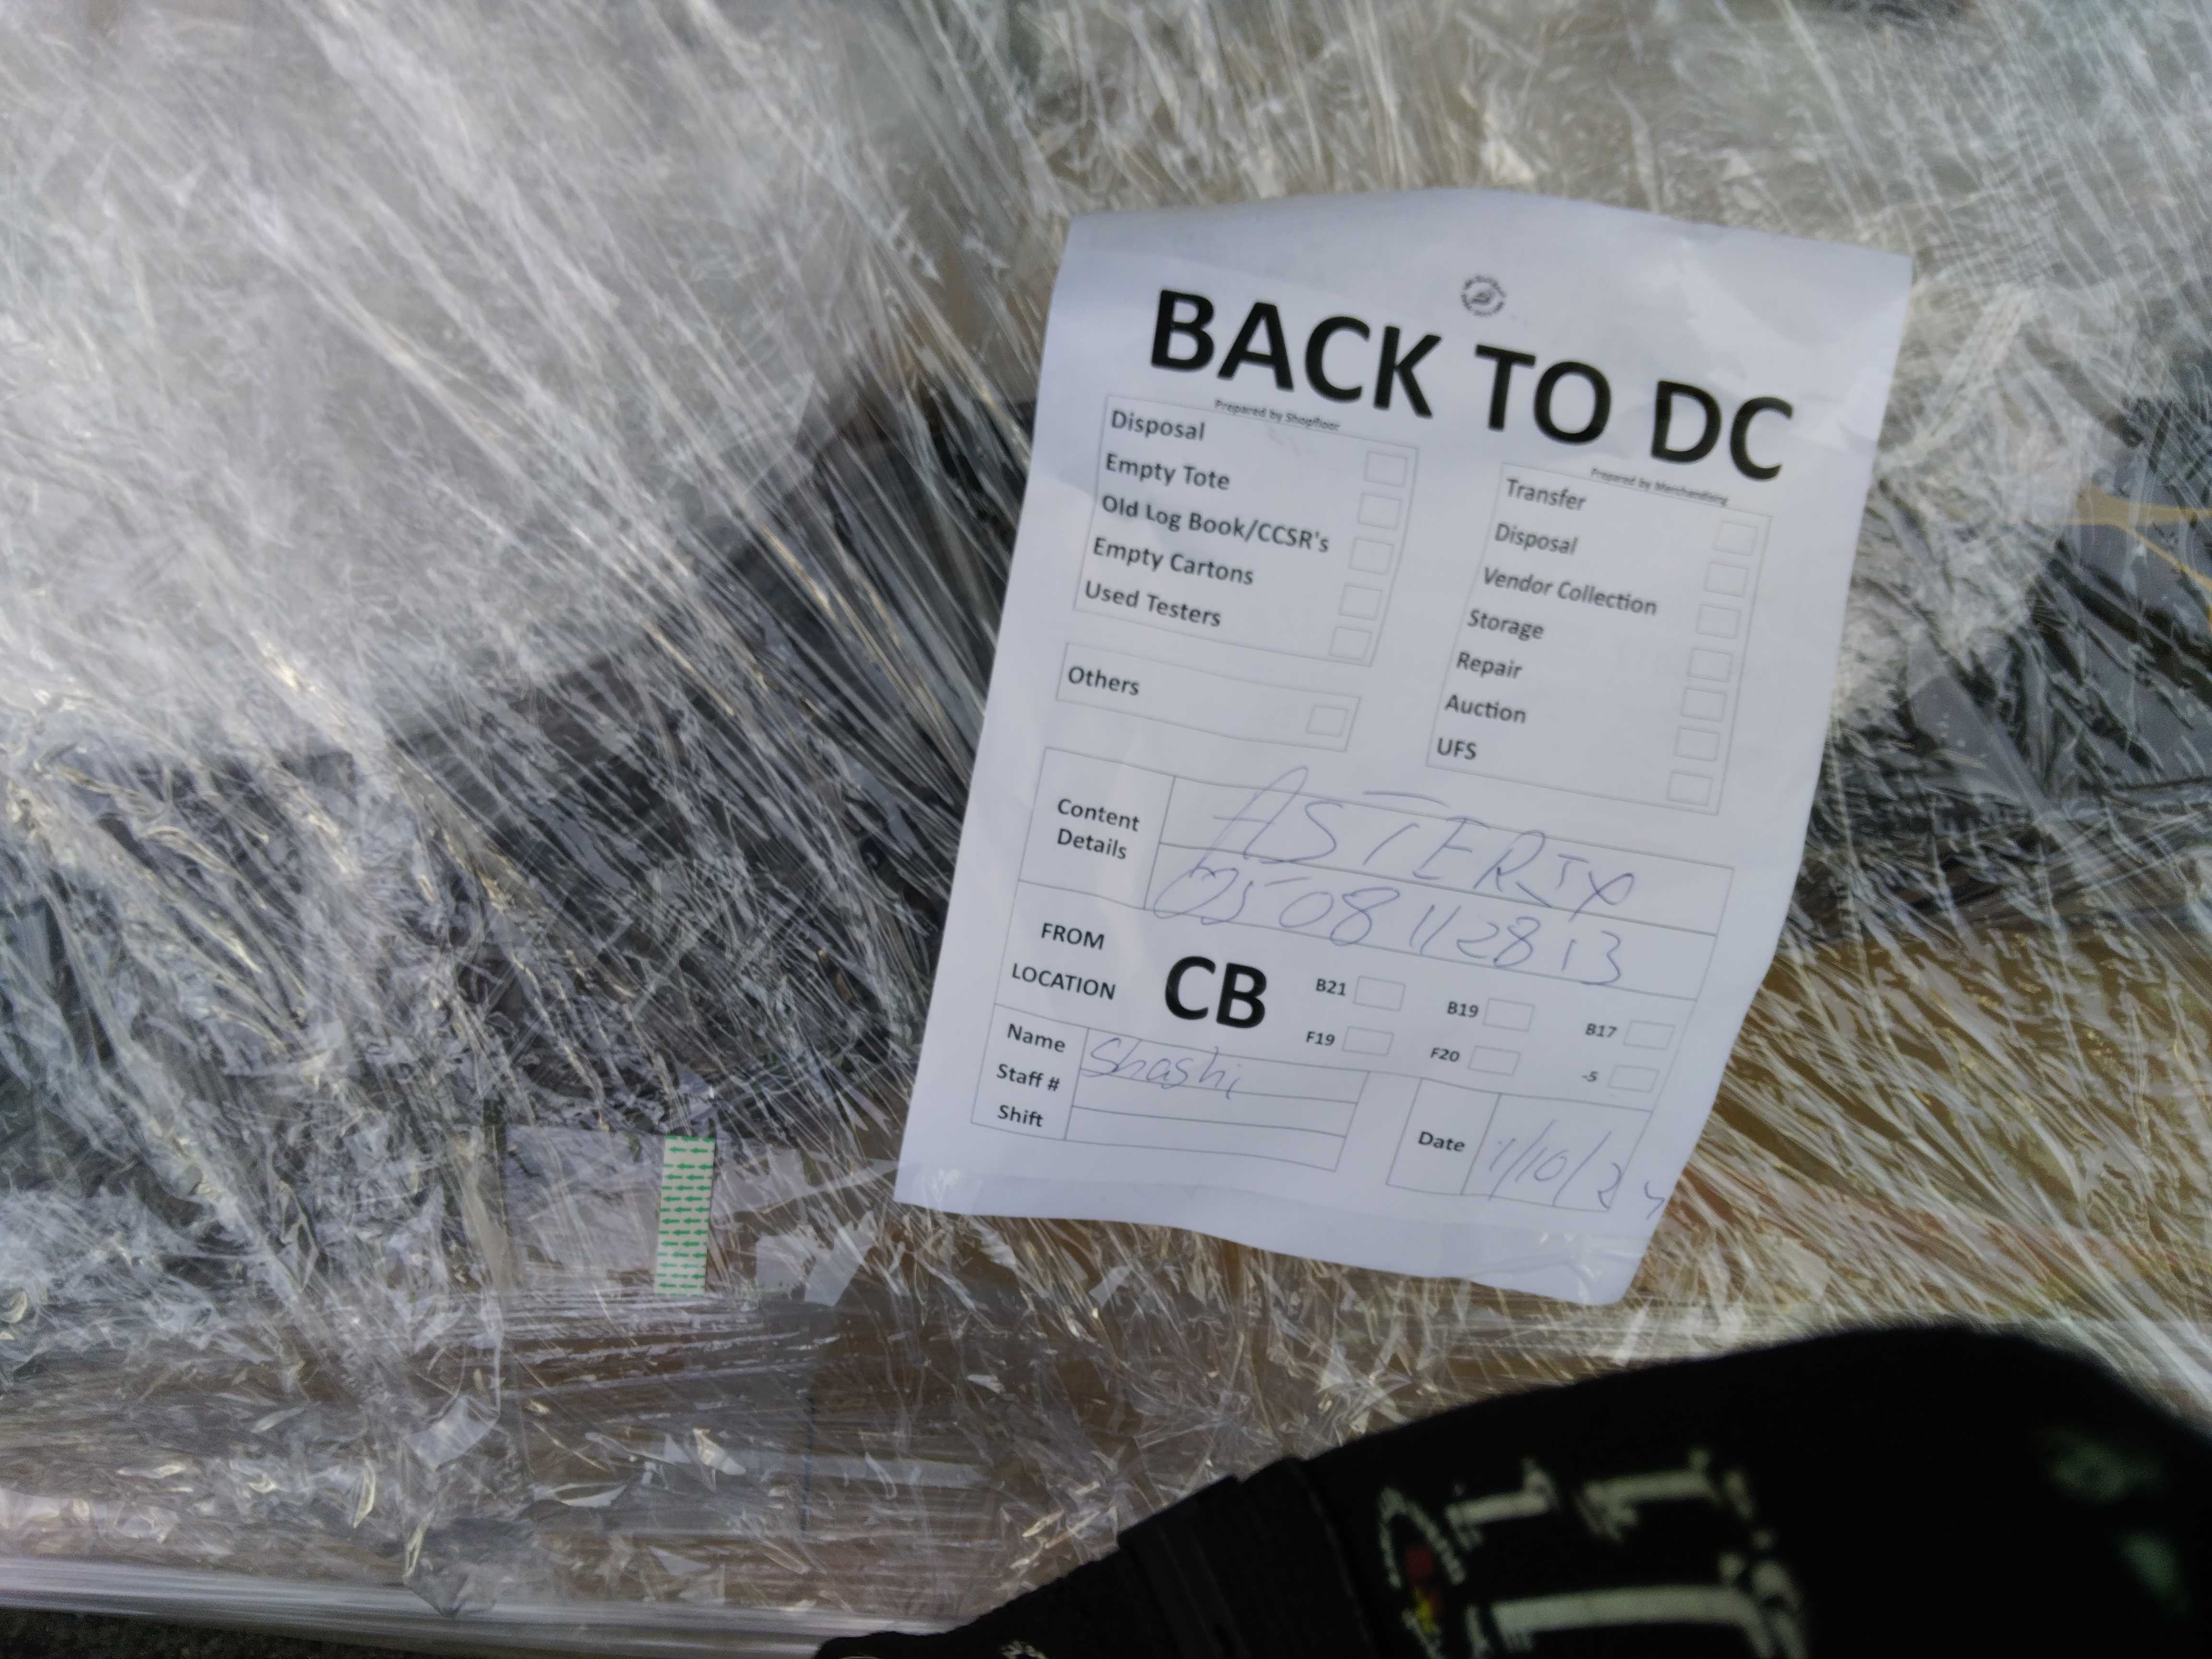 BACK TO DC
Prepared by Shopfloor
Disposal
Empty Tote
Old Log Book/CCSR's
Empty Cartons
Used Testers
Others
Prepared by Merchandising
Transfer
Disposal
Vendor Collection
Storage
Repair
Auction
UFS
Content
Details
ASTERIX
0508112813
FROM
LOCATION
CB
B21 B19 B17
F19 F20 -5
Name Shashi
Staff #
Shift
Date 1/10/24